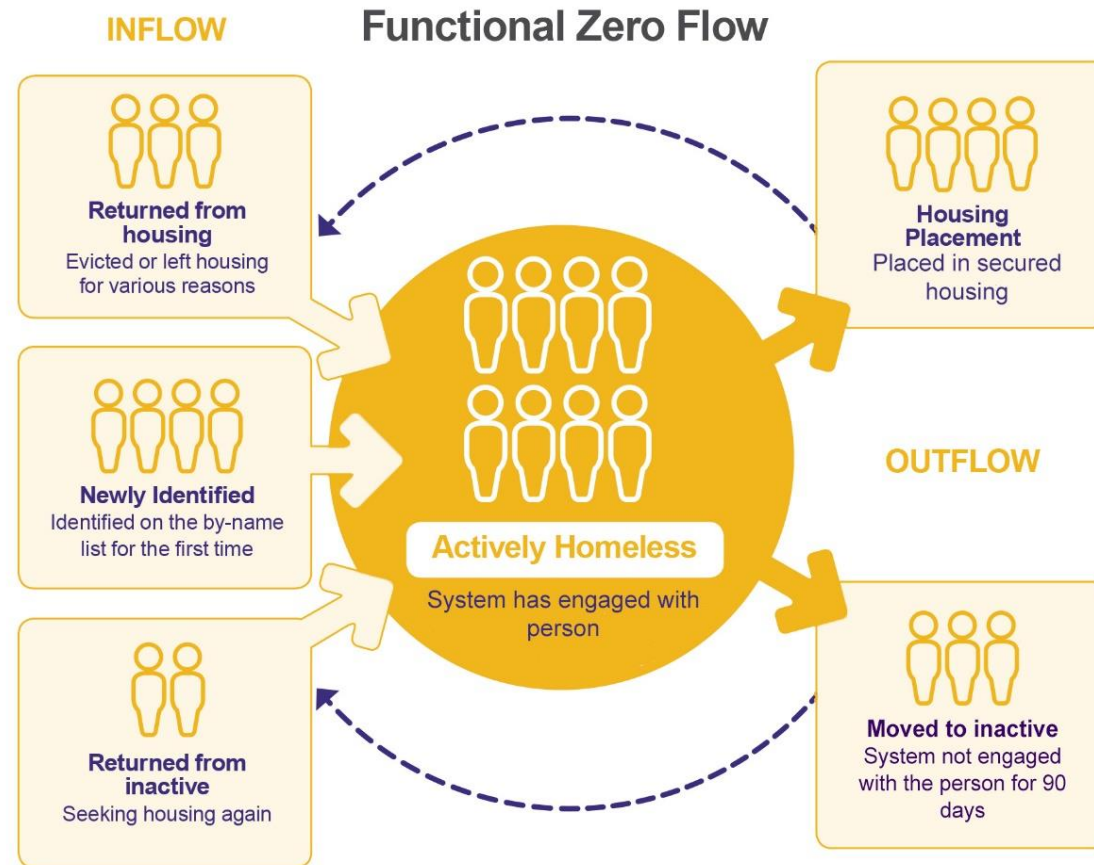 INFLOW
Functional Zero Flow
Returned from
housing
Evicted or left housing
for various reasons
Newly Identified
Identified on the by-name
list for the first time
Returned from
inactive
Seeking housing again
Actively Homeless
System has engaged with
person
Housing
Placement
Placed in secured
housing
OUTFLOW
Moved to inactive
System not engaged
with the person for 90
days